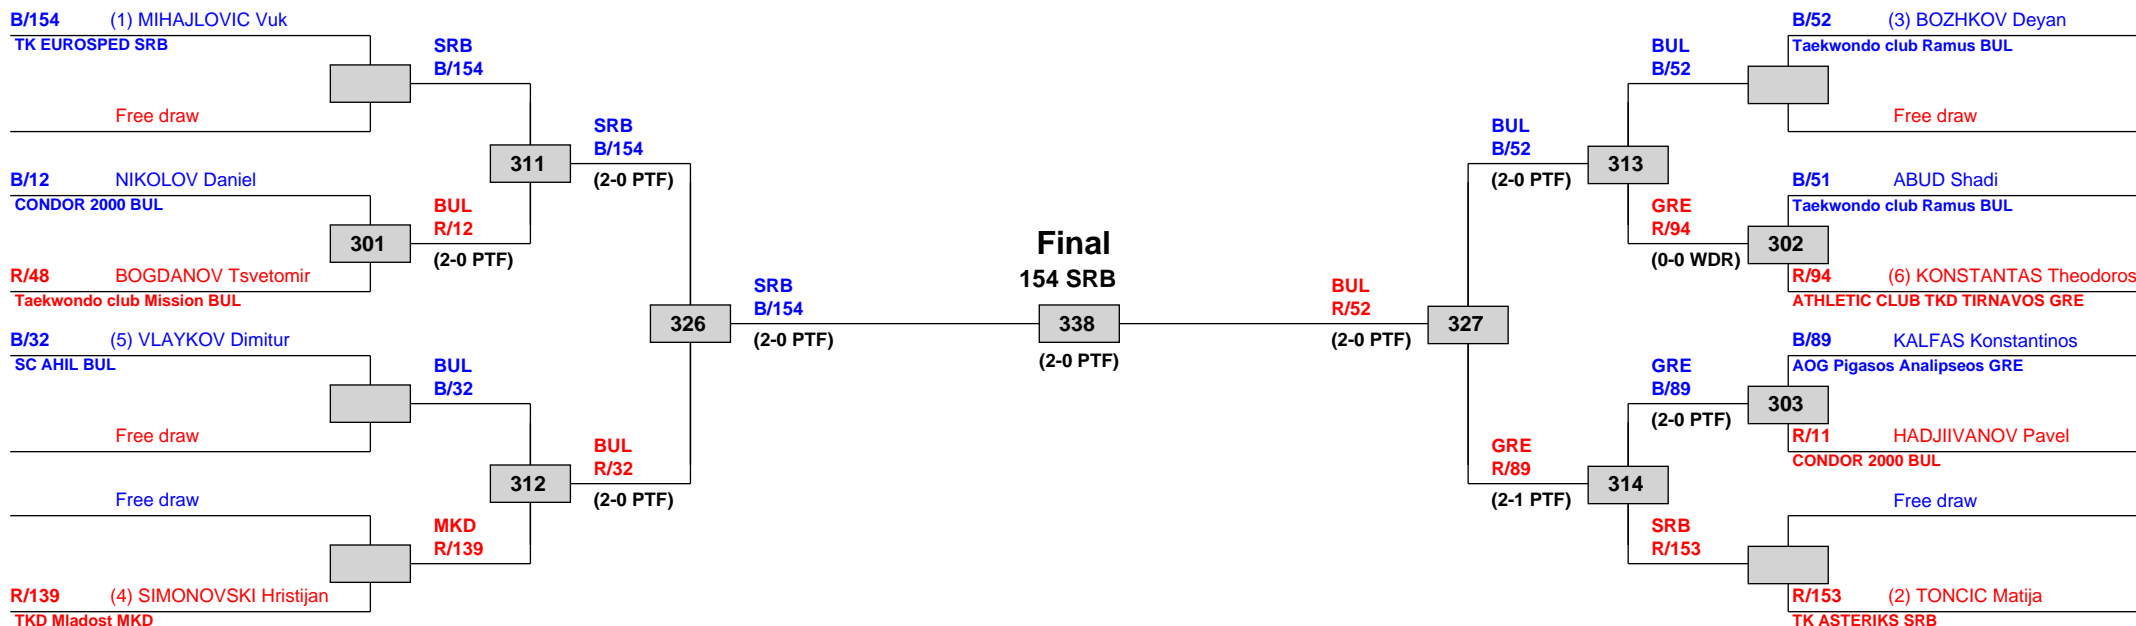 B/154 (1) MIHAJLOVIC Vuk
TK EUROSPED SRB
Free draw
B/12 NIKOLOV Daniel
CONDOR 2000 BUL
R/48 BOGDANOV Tsvetomir
Taekwondo club Mission BUL
B/32 (5) VLAYKOV Dimitur
SC AHIL BUL
Free draw
Free draw
R/139 (4) SIMONOVSKI Hristijan
TKD Mladost MKD
SRB
B/154
301
BUL
R/12
(2-0 PTF)
BUL
B/32
MKD
R/139
311
SRB
B/154
(2-0 PTF)
312
BUL
R/32
(2-0 PTF)
326
SRB
B/154
(2-0 PTF)
Final
154 SRB
338
(2-0 PTF)
BUL
R/52
(2-0 PTF)
327
BUL
B/52
(2-0 PTF)
313
GRE
R/89
(2-1 PTF)
314
BUL
B/52
GRE
R/94
(0-0 WDR)
302
GRE
B/89
(2-0 PTF)
303
SRB
R/153
B/52 (3) BOZHKOV Deyan
Taekwondo club Ramus BUL
Free draw
B/51 ABUD Shadi
Taekwondo club Ramus BUL
R/94 (6) KONSTANTAS Theodoros
ATHLETIC CLUB TKD TIRNAVOS GRE
B/89 KALFAS Konstantinos
AOG Pigasos Analipseos GRE
R/11 HADJIIVANOV Pavel
CONDOR 2000 BUL
Free draw
R/153 (2) TONCIC Matija
TK ASTERIKS SRB